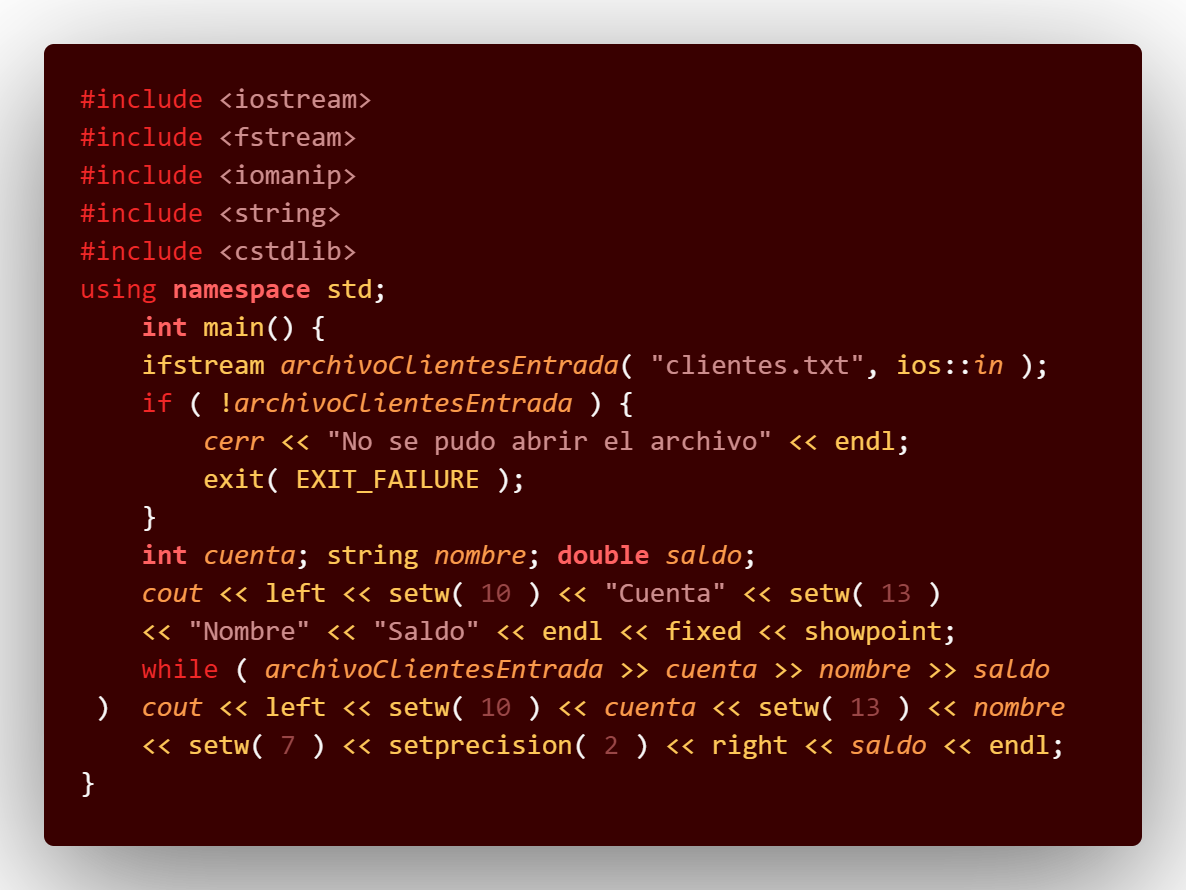 #include <iostream>
#include <fstream>
#include <iomanip>
#include <string>
#include <cstdlib>
using namespace std;
    int main() {
    ifstream archivoClientesEntrada( "clientes.txt", ios::in );
    if ( !archivoClientesEntrada ) {
        cerr << "No se pudo abrir el archivo" << endl;
        exit( EXIT_FAILURE );
    }
    int cuenta; string nombre; double saldo;
    cout << left << setw( 10 ) << "Cuenta" << setw( 13 )
    << "Nombre" << "Saldo" << endl << fixed << showpoint;
    while ( archivoClientesEntrada >> cuenta >> nombre >> saldo
 )  cout << left << setw( 10 ) << cuenta << setw( 13 ) << nombre
    << setw( 7 ) << setprecision( 2 ) << right << saldo << endl;
}